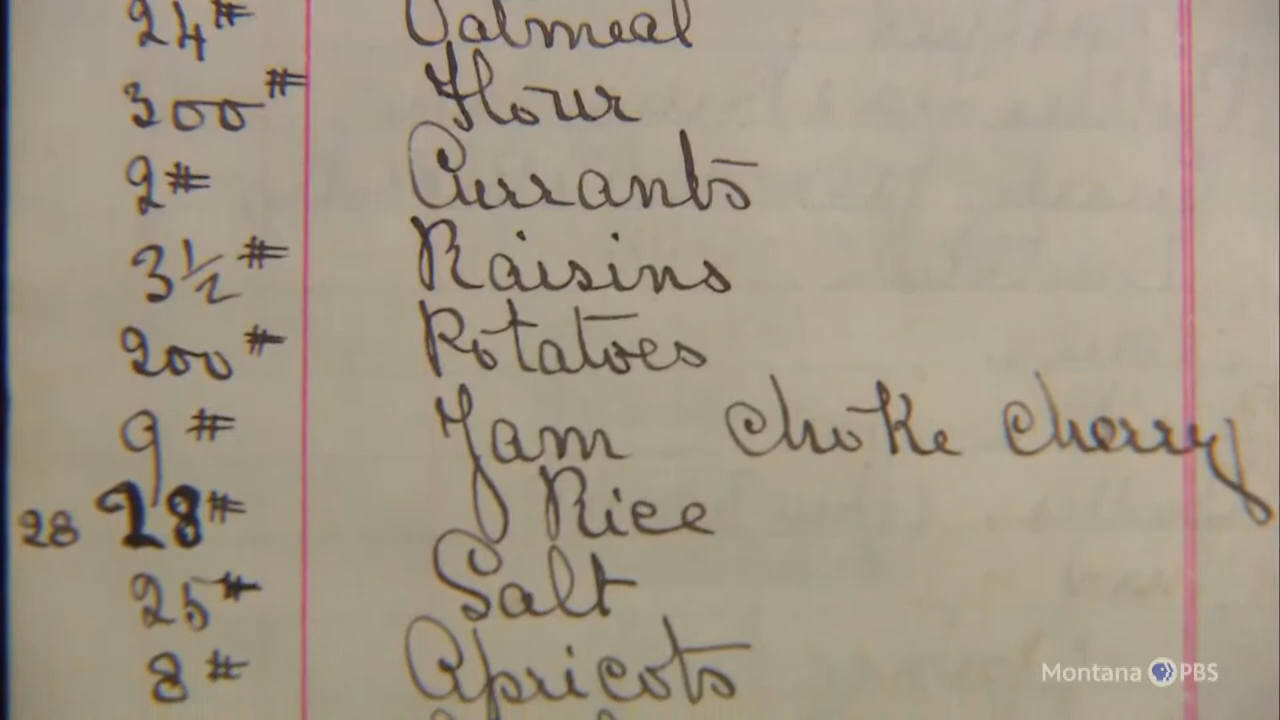 24# Oatmeal
300# Flour
2# Currants
3½# Raisins
200# Potatoes
9# Jam Choke Cherry
28 28# Rice
25# Salt
8# Apricots
Montana PBS